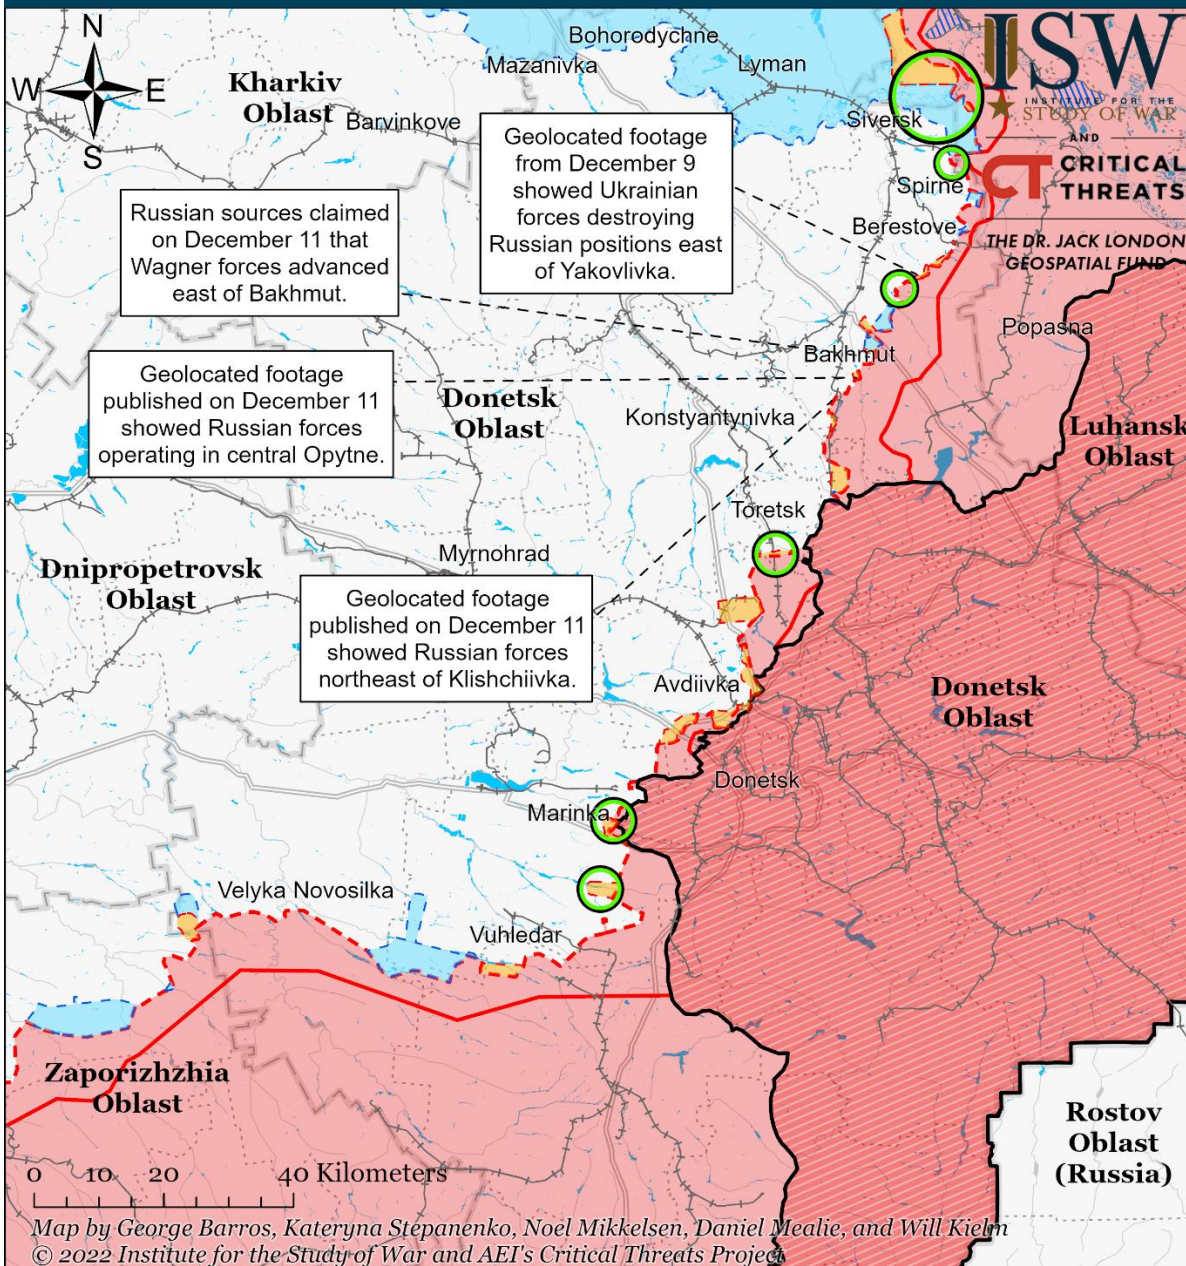 N
W
E
S
ISW
INSTITUTE FOR THE
STUDY OF WAR
AND
CT CRITICAL
THREATS
THE DR. JACK LONDON
GEOSPATIAL FUND
Kharkiv
Oblast
Bohorodychne
Mazanivka
Lyman
Barvinkove
Siversk
Spirne
Berestove
Geolocated footage
from December 9
showed Ukrainian
forces destroying
Russian positions east
of Yakovlivka.
Russian sources claimed
on December 11 that
Wagner forces advanced
east of Bakhmut.
Popasna
Bakhmut
Geolocated footage
published on December 11
showed Russian forces
operating in central Opytne.
Donetsk
Oblast
Konstyantynivka
Luhansk
Oblast
Toretsk
Myrnohrad
Dnipropetrovsk
Oblast
Geolocated footage
published on December 11
showed Russian forces
northeast of Klishchiivka.
Avdiivka
Donetsk
Oblast
Donetsk
Marinka
Velyka Novosilka
Vuhledar
Zaporizhzhia
Oblast
Rostov
Oblast
(Russia)
0 10 20 40 Kilometers
Map by George Barros, Kateryna Stepanenko, Noel Mikkelsen, Daniel Mealie, and Will Kielm
© 2022 Institute for the Study of War and AEI's Critical Threats Project